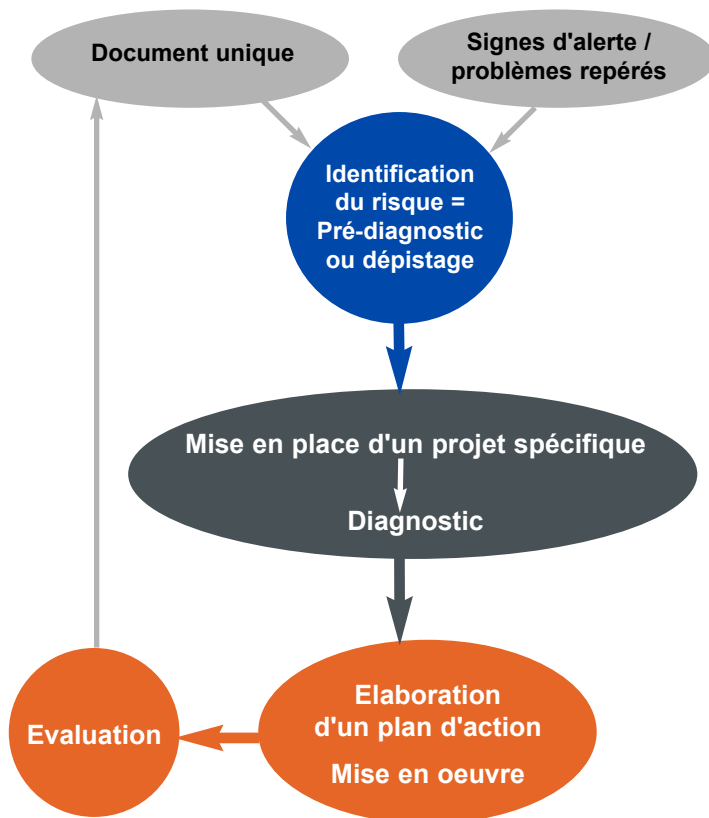 Document unique
Signes d'alerte /
problèmes repérés
Identification
du risque =
Pré-diagnostic
ou dépistage
Mise en place d'un projet spécifique
Diagnostic
Elaboration
d'un plan d'action
Mise en oeuvre
Evaluation